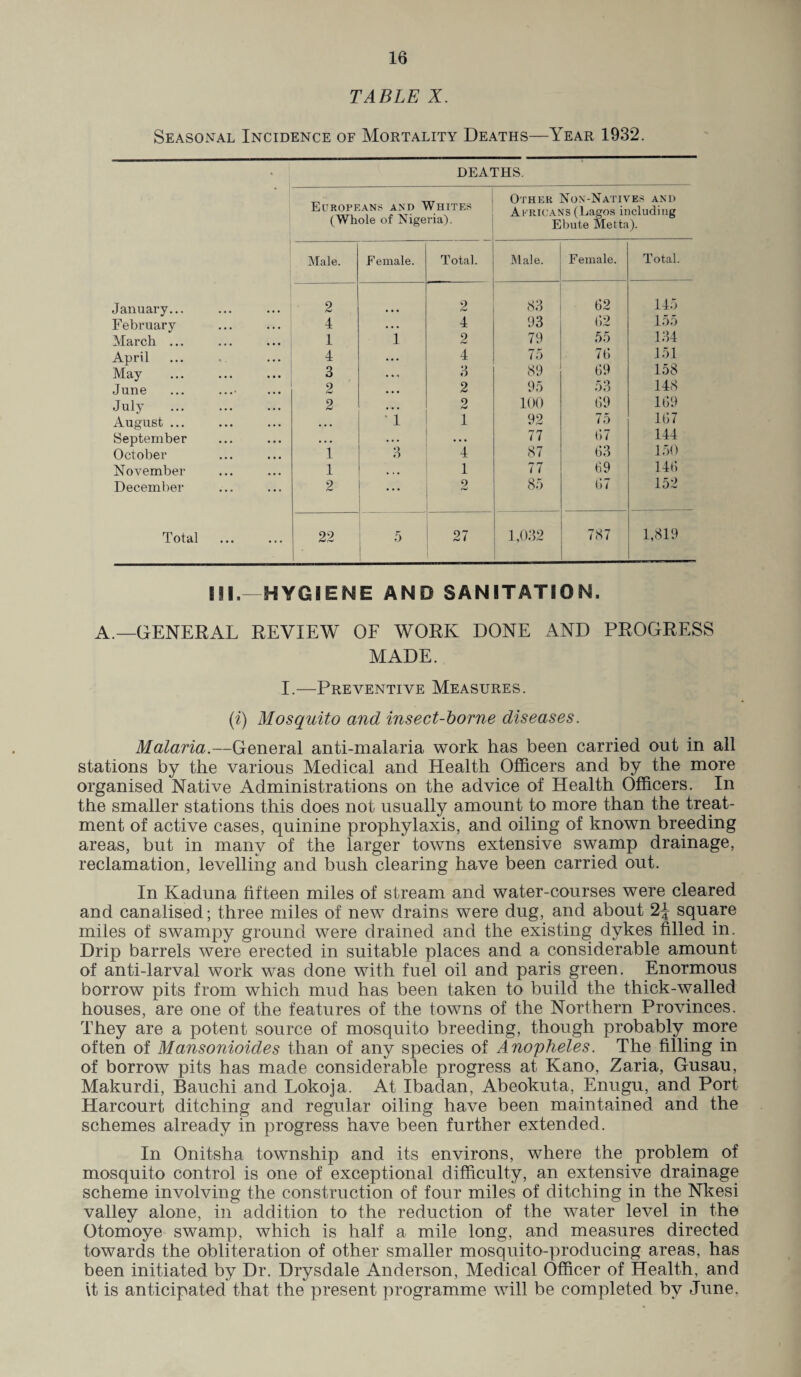 16
TABLE X.
Seasonal Incidence of Mortality Deaths—Year 1932.
DEATHS.
Europeans and Whites (Whole of Nigeria). Other Non-Natives and Africans (Lagos including Ebute Metta).
Male. Female. Total. Male. Female. Total.
January... ... ... 2 ... 2 83 62 145
February ... ... 4 ... 4 93 62 155
March ... ... ... 1 1 2 79 55 134
April ... ... 4 ... 4 75 76 151
May ... ... ... 3 ... 3 89 69 158
June ... ... ... 2 ... 2 95 53 148
July ... ... ... 2 ... 2 100 69 169
August ... ... ... ... 1 1 92 75 167
September ... ... ... ... ... 77 67 144
October ... ... 1 3 4 87 63 150
November ... ... 1 ... 1 77 69 146
December ... ... 2 ... 2 85 67 152
Total ... ... 22 5 27 1,032 787 1,819
III.—HYGIENE AND SANITATION.
A.—GENERAL REVIEW OF WORK DONE AND PROGRESS
MADE.
I.—Preventive Measures.
(i) Mosquito and insect-borne diseases.
Malaria.—General anti-malaria work has been carried out in all
stations by the various Medical and Health Officers and by the more
organised Native Administrations on the advice of Health Officers. In
the smaller stations this does not usually amount to more than the treat-
ment of active cases, quinine prophylaxis, and oiling of known breeding
areas, but in many of the larger towns extensive swamp drainage,
reclamation, levelling and bush clearing have been carried out.
In Kaduna fifteen miles of stream and water-courses were cleared
and canalised; three miles of new drains were dug, and about 2¼ square
miles of swampy ground were drained and the existing dykes filled in.
Drip barrels were erected in suitable places and a considerable amount
of anti-larval work was done with fuel oil and paris green. Enormous
borrow pits from which mud has been taken to build the thick-walled
houses, are one of the features of the towns of the Northern Provinces.
They are a potent source of mosquito breeding, though probably more
often of Mansonioides than of any species of Anopheles. The filling in
of borrow pits has made considerable progress at Kano, Zaria, Gusau,
Makurdi, Bauchi and Lokoja. At Ibadan, Abeokuta, Enugu, and Port
Harcourt ditching and regular oiling have been maintained and the
schemes already in progress have been further extended.
In Onitsha township and its environs, where the problem of
mosquito control is one of exceptional difficulty, an extensive drainage
scheme involving the construction of four miles of ditching in the Nkesi
valley alone, in addition to the reduction of the water level in the
Otomoye swamp, which is half a mile long, and measures directed
towards the obliteration of other smaller mosquito-producing areas, has
been initiated by Dr. Drysdale Anderson, Medical Officer of Health, and
it is anticipated that the present programme will be completed by June,